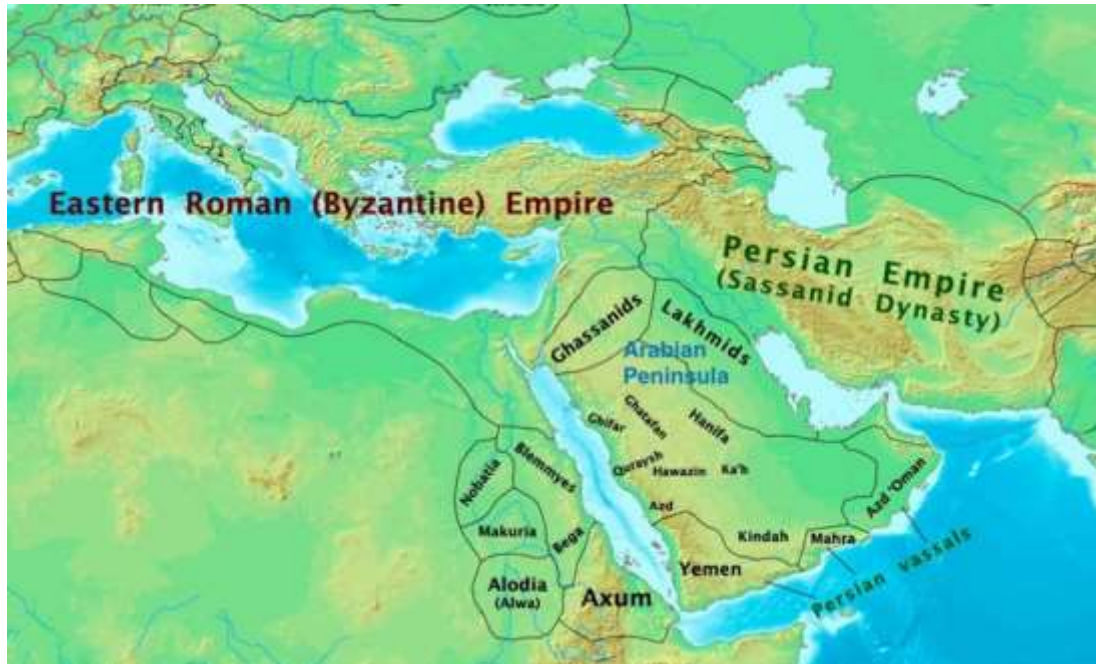 Eastern Roman (Byzantine) Empire
Persian Empire
(Sassanid Dynasty)
Ghassanids
Lakhmids
Arabian
Peninsula
Ghifar
Ghatafan
Hanifa
Quraysh
Hawazin
Ka'b
Azd
Kindah
Mahra
Azd 'Oman
Yemen
Persian vassals
Nobatia
Blemmyes
Makuria
Bega
Alodia
(Alwa)
Axum